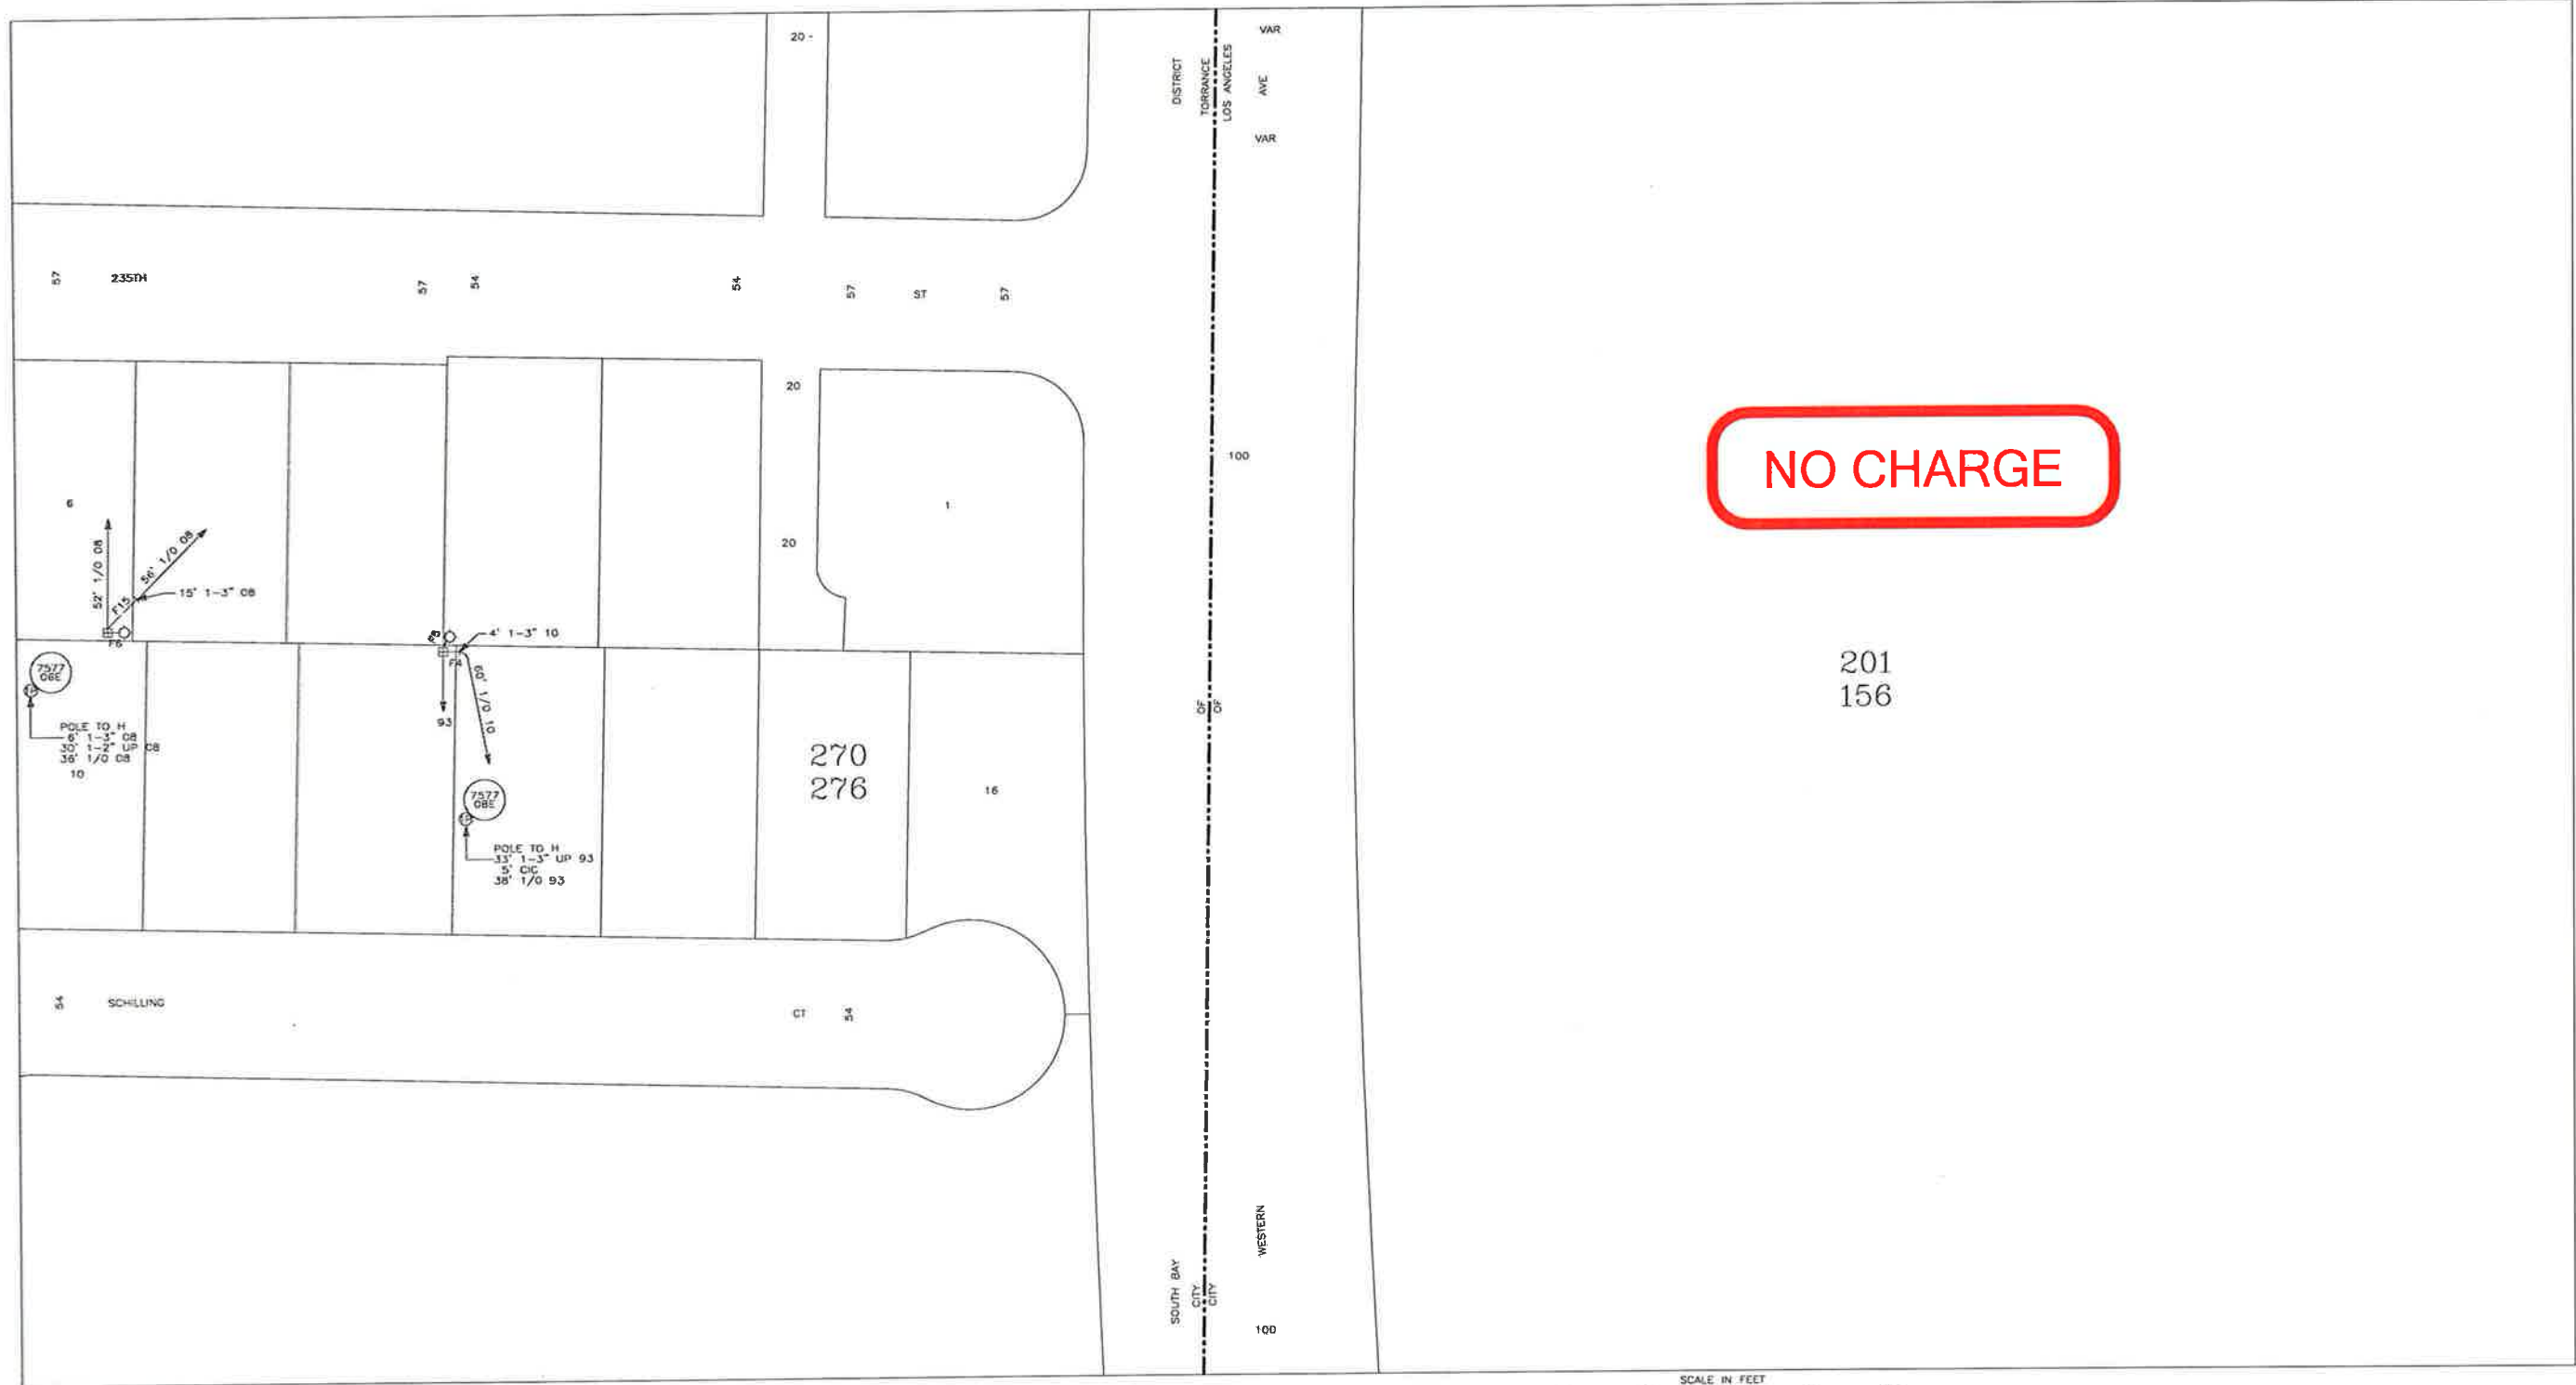 20 -
DISTRICT
TORRANCE
LOS ANGELES
VAR
AVE
VAR
57
235TH
57
54
54
57
ST
57
20
20
100
NO CHARGE
6
1
52' 1/0 08
56' 1/0 08
F15
15' 1-3" 08
F6
4' 1-3" 10
F4
60' 1/0 10
93
7577
06E
POLE TO H
6' 1-3" 08
30' 1-2" UP 08
36' 1/0 08
10
7577
08E
POLE TO H
33' 1-3" UP 93
5' CIC
38' 1/0 93
270
276
16
OF
OF
201
156
54
SCHILLING
CT
54
SOUTH BAY
CITY
CITY
WESTERN
100
SCALE IN FEET